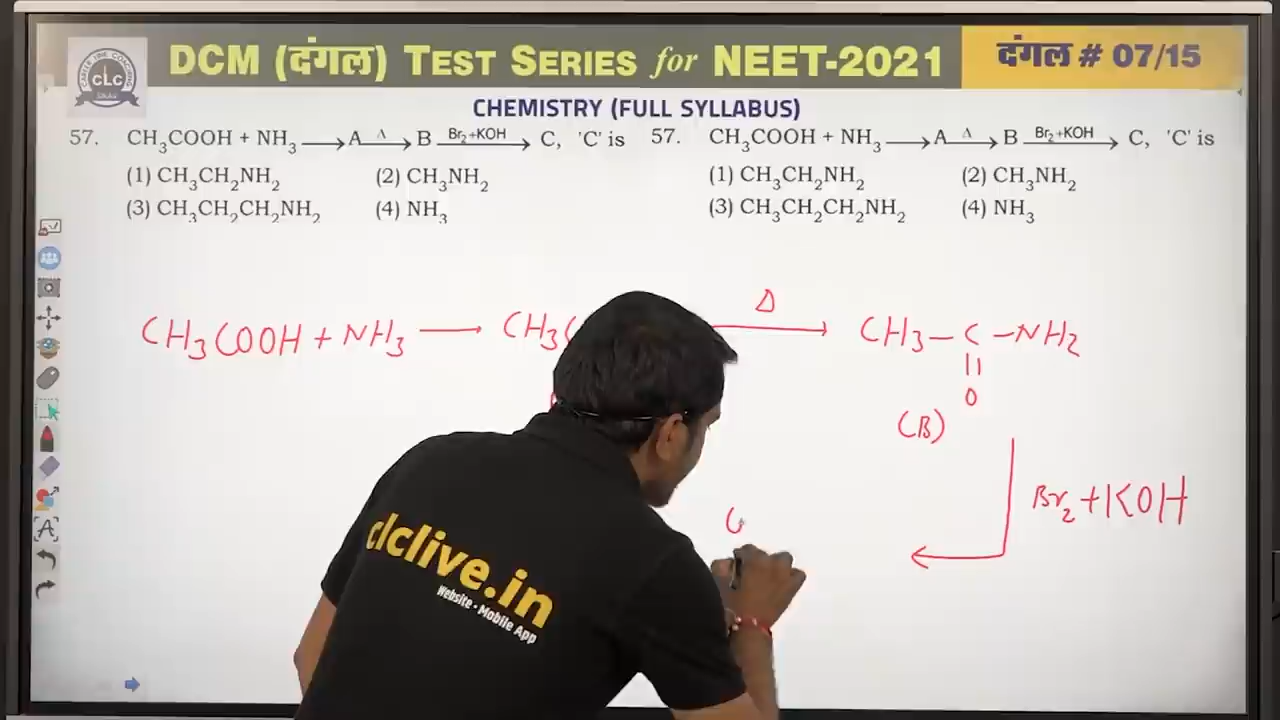 DCM (दंगल) TEST SERIES for NEET-2021
दंगल # 07/15
CLC
CHEMISTRY (FULL SYLLABUS)
57. CH₃COOH + NH₃ ⟶ A —Δ→ B —Br₂+KOH→ C, 'C' is
(1) CH₃CH₂NH₂ (2) CH₃NH₂
(3) CH₃CH₂CH₂NH₂ (4) NH₃
57. CH₃COOH + NH₃ ⟶ A —Δ→ B —Br₂+KOH→ C, 'C' is
(1) CH₃CH₂NH₂ (2) CH₃NH₂
(3) CH₃CH₂CH₂NH₂ (4) NH₃
CH₃COOH + NH₃ ⟶ CH₃ —Δ→ CH₃–C–NH₂
||
O
(B)
Br₂+KOH
clclive.in
Website • Mobile App